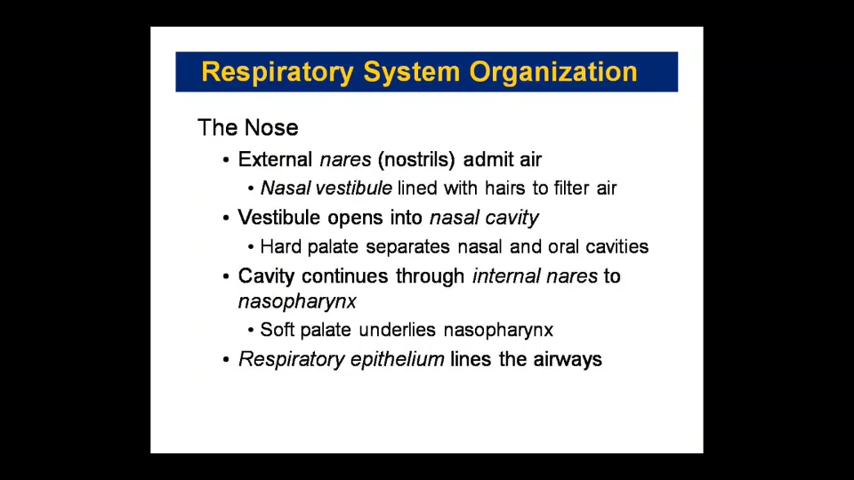 Respiratory System Organization
The Nose
• External nares (nostrils) admit air
• Nasal vestibule lined with hairs to filter air
• Vestibule opens into nasal cavity
• Hard palate separates nasal and oral cavities
• Cavity continues through internal nares to
nasopharynx
• Soft palate underlies nasopharynx
• Respiratory epithelium lines the airways